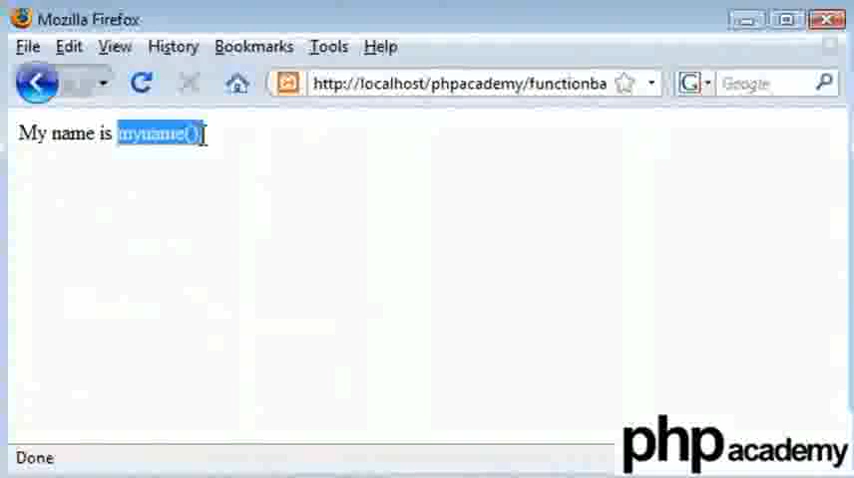 Mozilla Firefox
File Edit View History Bookmarks Tools Help
http://localhost/phpacademy/functionba G Google
My name is myname()
Done
php academy